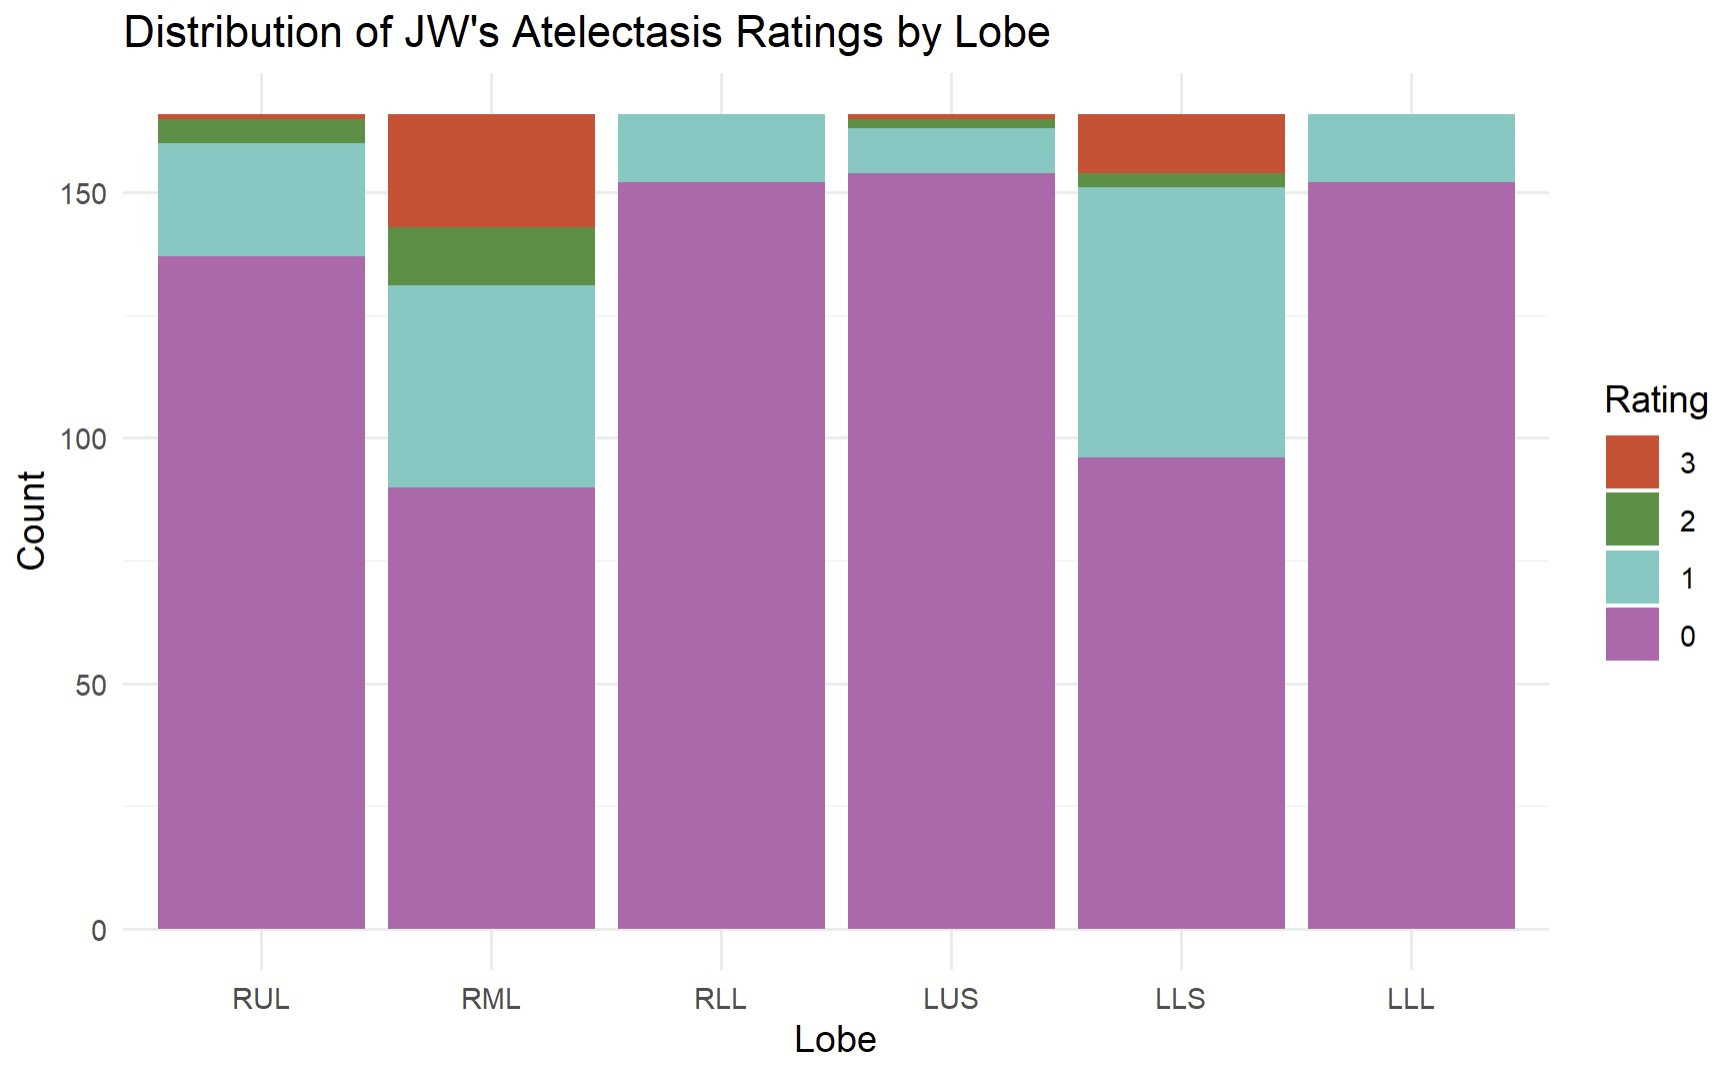 Distribution of JW's Atelectasis Ratings by Lobe
150
100
50
0
Count
RUL RML RLL LUS LLS LLL
Lobe
Rating
3
2
1
0